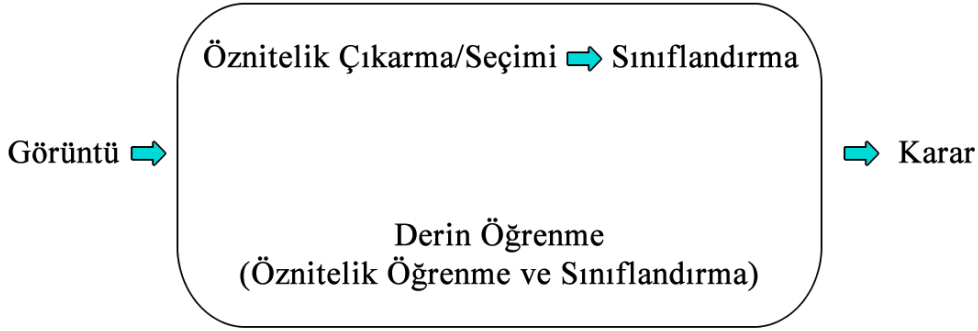 Öznitelik Çıkarma/Seçimi Sınıflandırma
Görüntü
Karar
Derin Öğrenme
(Öznitelik Öğrenme ve Sınıflandırma)